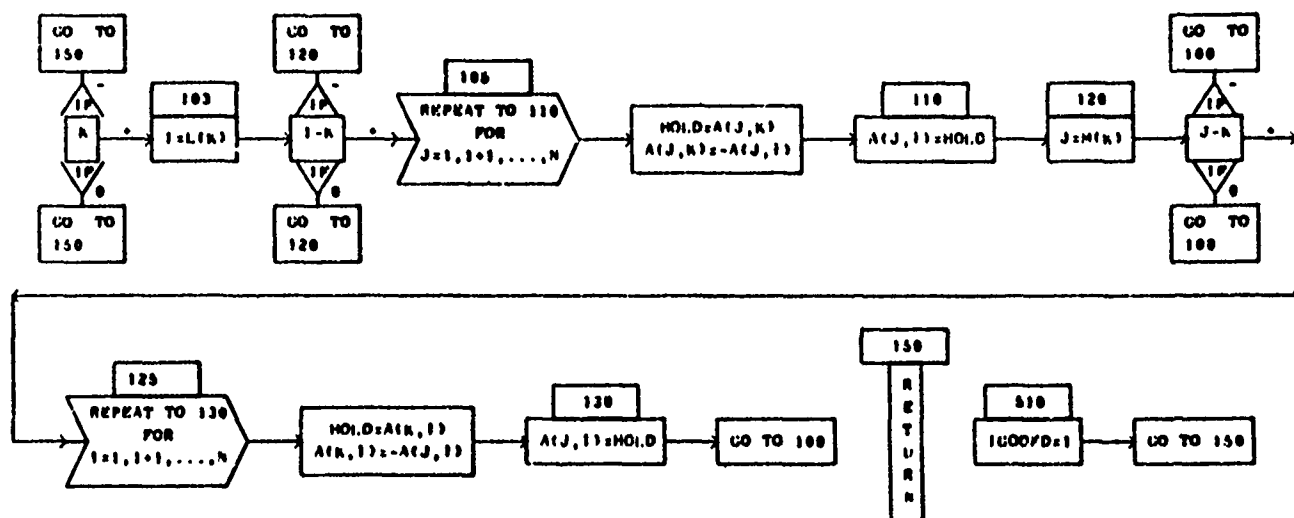 GO TO
150
GO TO
120
GO TO
100
105
-
IF
103
-
IF
REPEAT TO 110
FOR
J=1,1+1,...,N
HOLD=A(J,K)
A(J,K)=-A(J,I)
110
120
-
IF
K
+
I=L(K)
I-K
+
A(J,I)=HOLD
J=M(K)
J-K
+
IF
0
IF
0
IF
0
GO TO
150
GO TO
120
GO TO
100
125
REPEAT TO 130
FOR
I=1,1+1,...,N
HOLD=A(K,I)
A(K,I)=-A(J,I)
130
A(J,I)=HOLD
GO TO 100
150
RETURN
510
GO TO 150